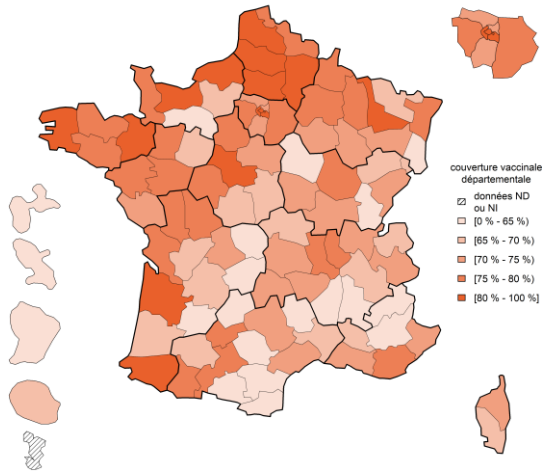 couverture vaccinale
départementale
données ND
ou NI
[0 % - 65 %)
[65 % - 70 %)
[70 % - 75 %)
[75 % - 80 %)
[80 % - 100 %]